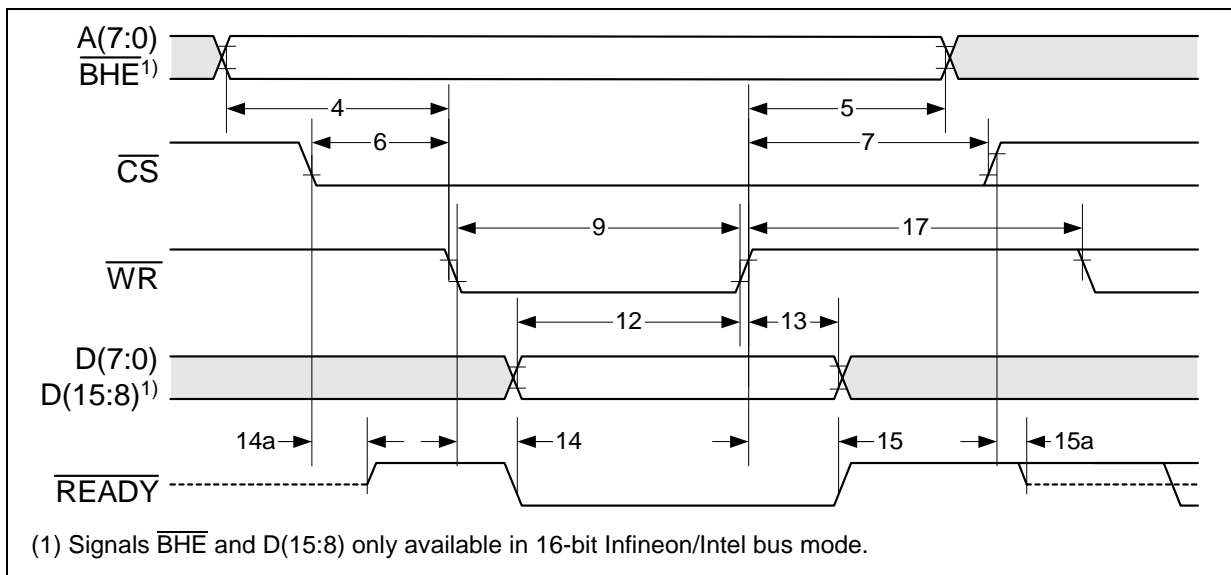 A(7:0)
BHE1)
4
5
6
7
CS
9
17
WR
12
13
D(7:0)
D(15:8)1)
14a
14
15
15a
READY
(1) Signals BHE and D(15:8) only available in 16-bit Infineon/Intel bus mode.